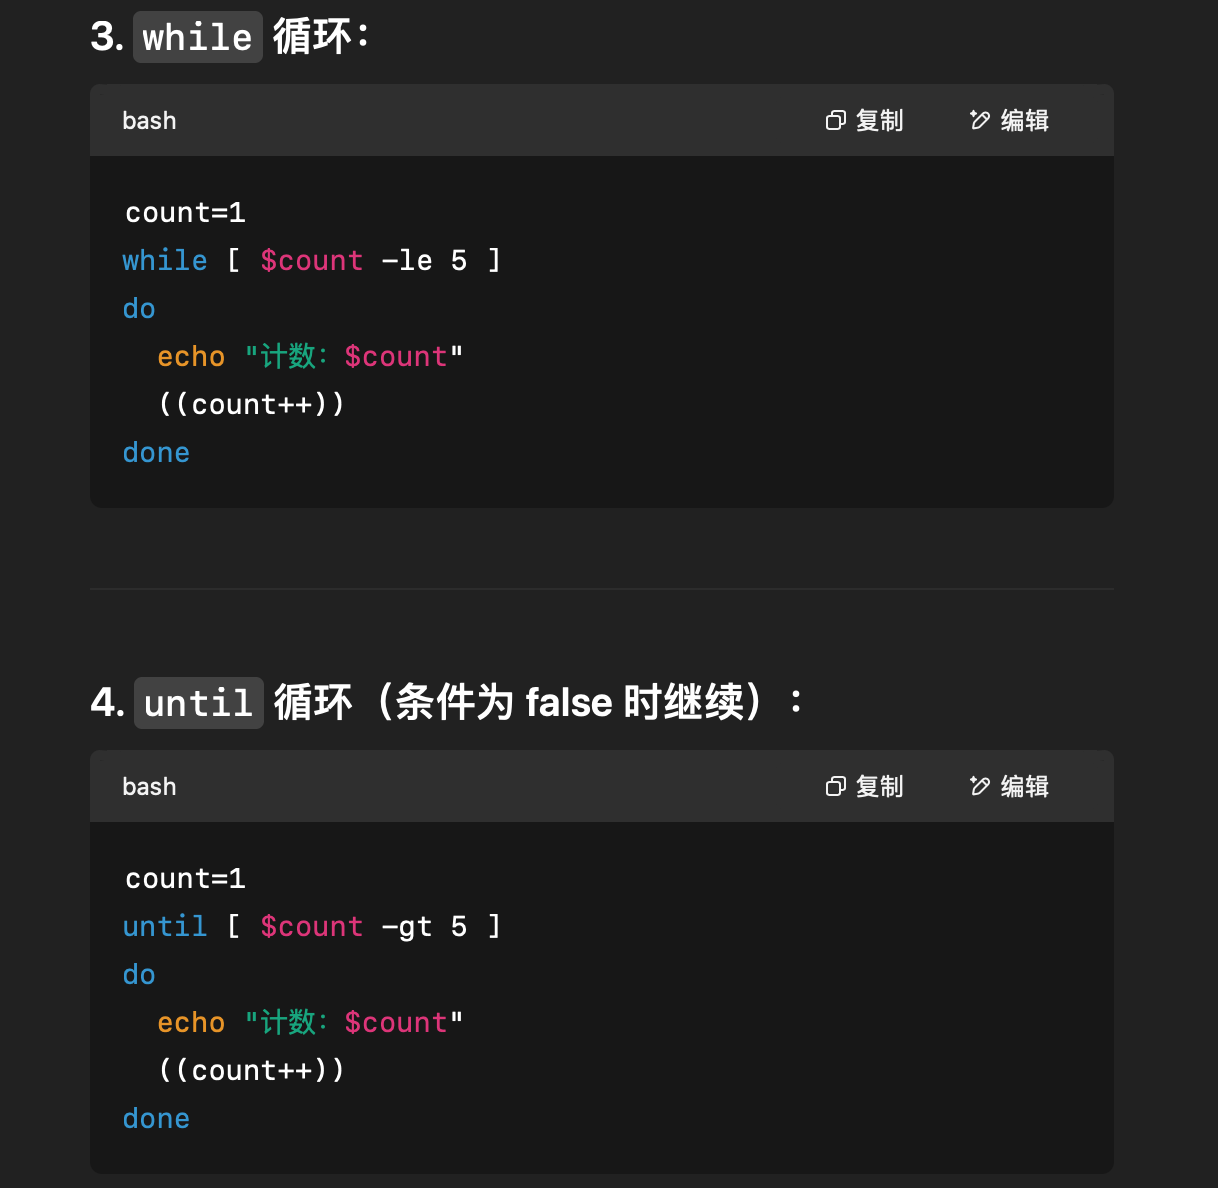 3. while 循环：
bash 复制 编辑
count=1
while [ $count -le 5 ]
do
  echo "计数：$count"
  ((count++))
done
4. until 循环（条件为 false 时继续）：
bash 复制 编辑
count=1
until [ $count -gt 5 ]
do
  echo "计数：$count"
  ((count++))
done